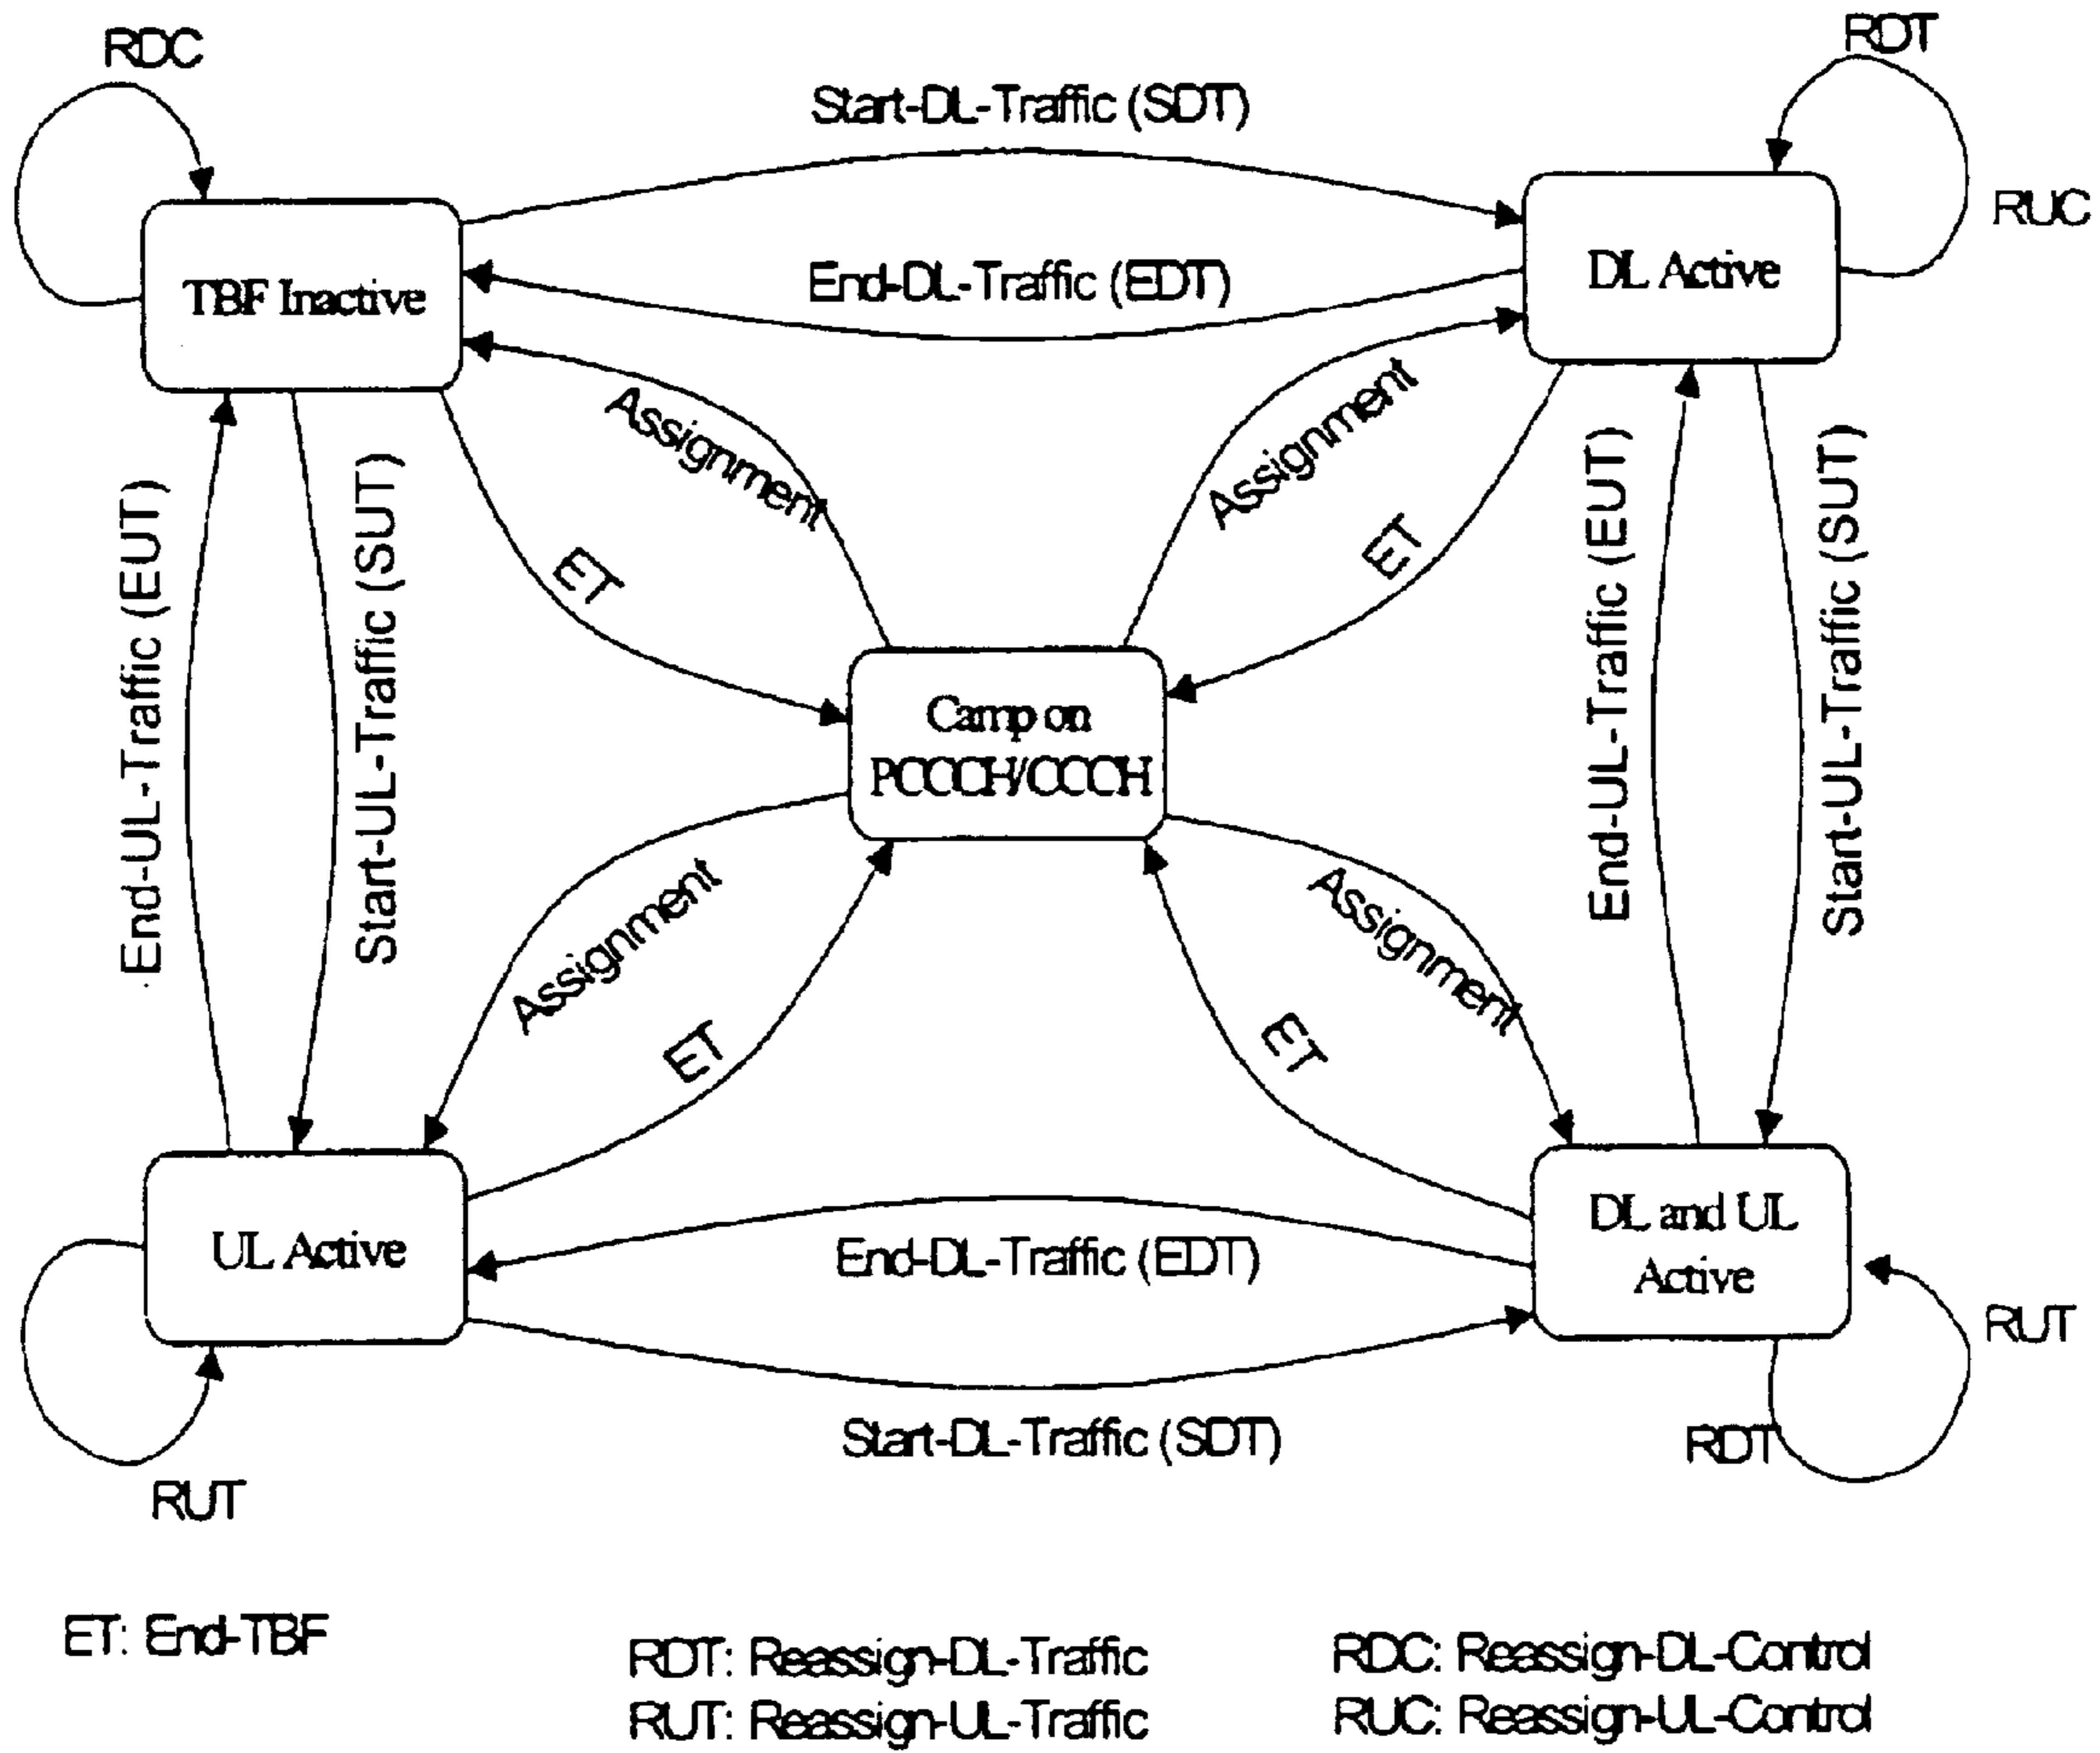 RDC
RDT
Start-DL-Traffic (SDT)
RUC
TBF Inactive
End-DL-Traffic (EDT)
DL Active
Assignment
Assignment
ET
ET
End-UL-Traffic (EUT)
Start-UL-Traffic (SUT)
End-UL-Traffic (EUT)
Start-UL-Traffic (SUT)
Camp on
PCCCH/CCCH
Assignment
Assignment
ET
ET
UL Active
End-DL-Traffic (EDT)
DL and UL
Active
RUT
Start-DL-Traffic (SDT)
RDT
RUT
ET: End-TBF
RDT: Reassign-DL-Traffic
RDC: Reassign-DL-Control
RUT: Reassign-UL-Traffic
RUC: Reassign-UL-Control